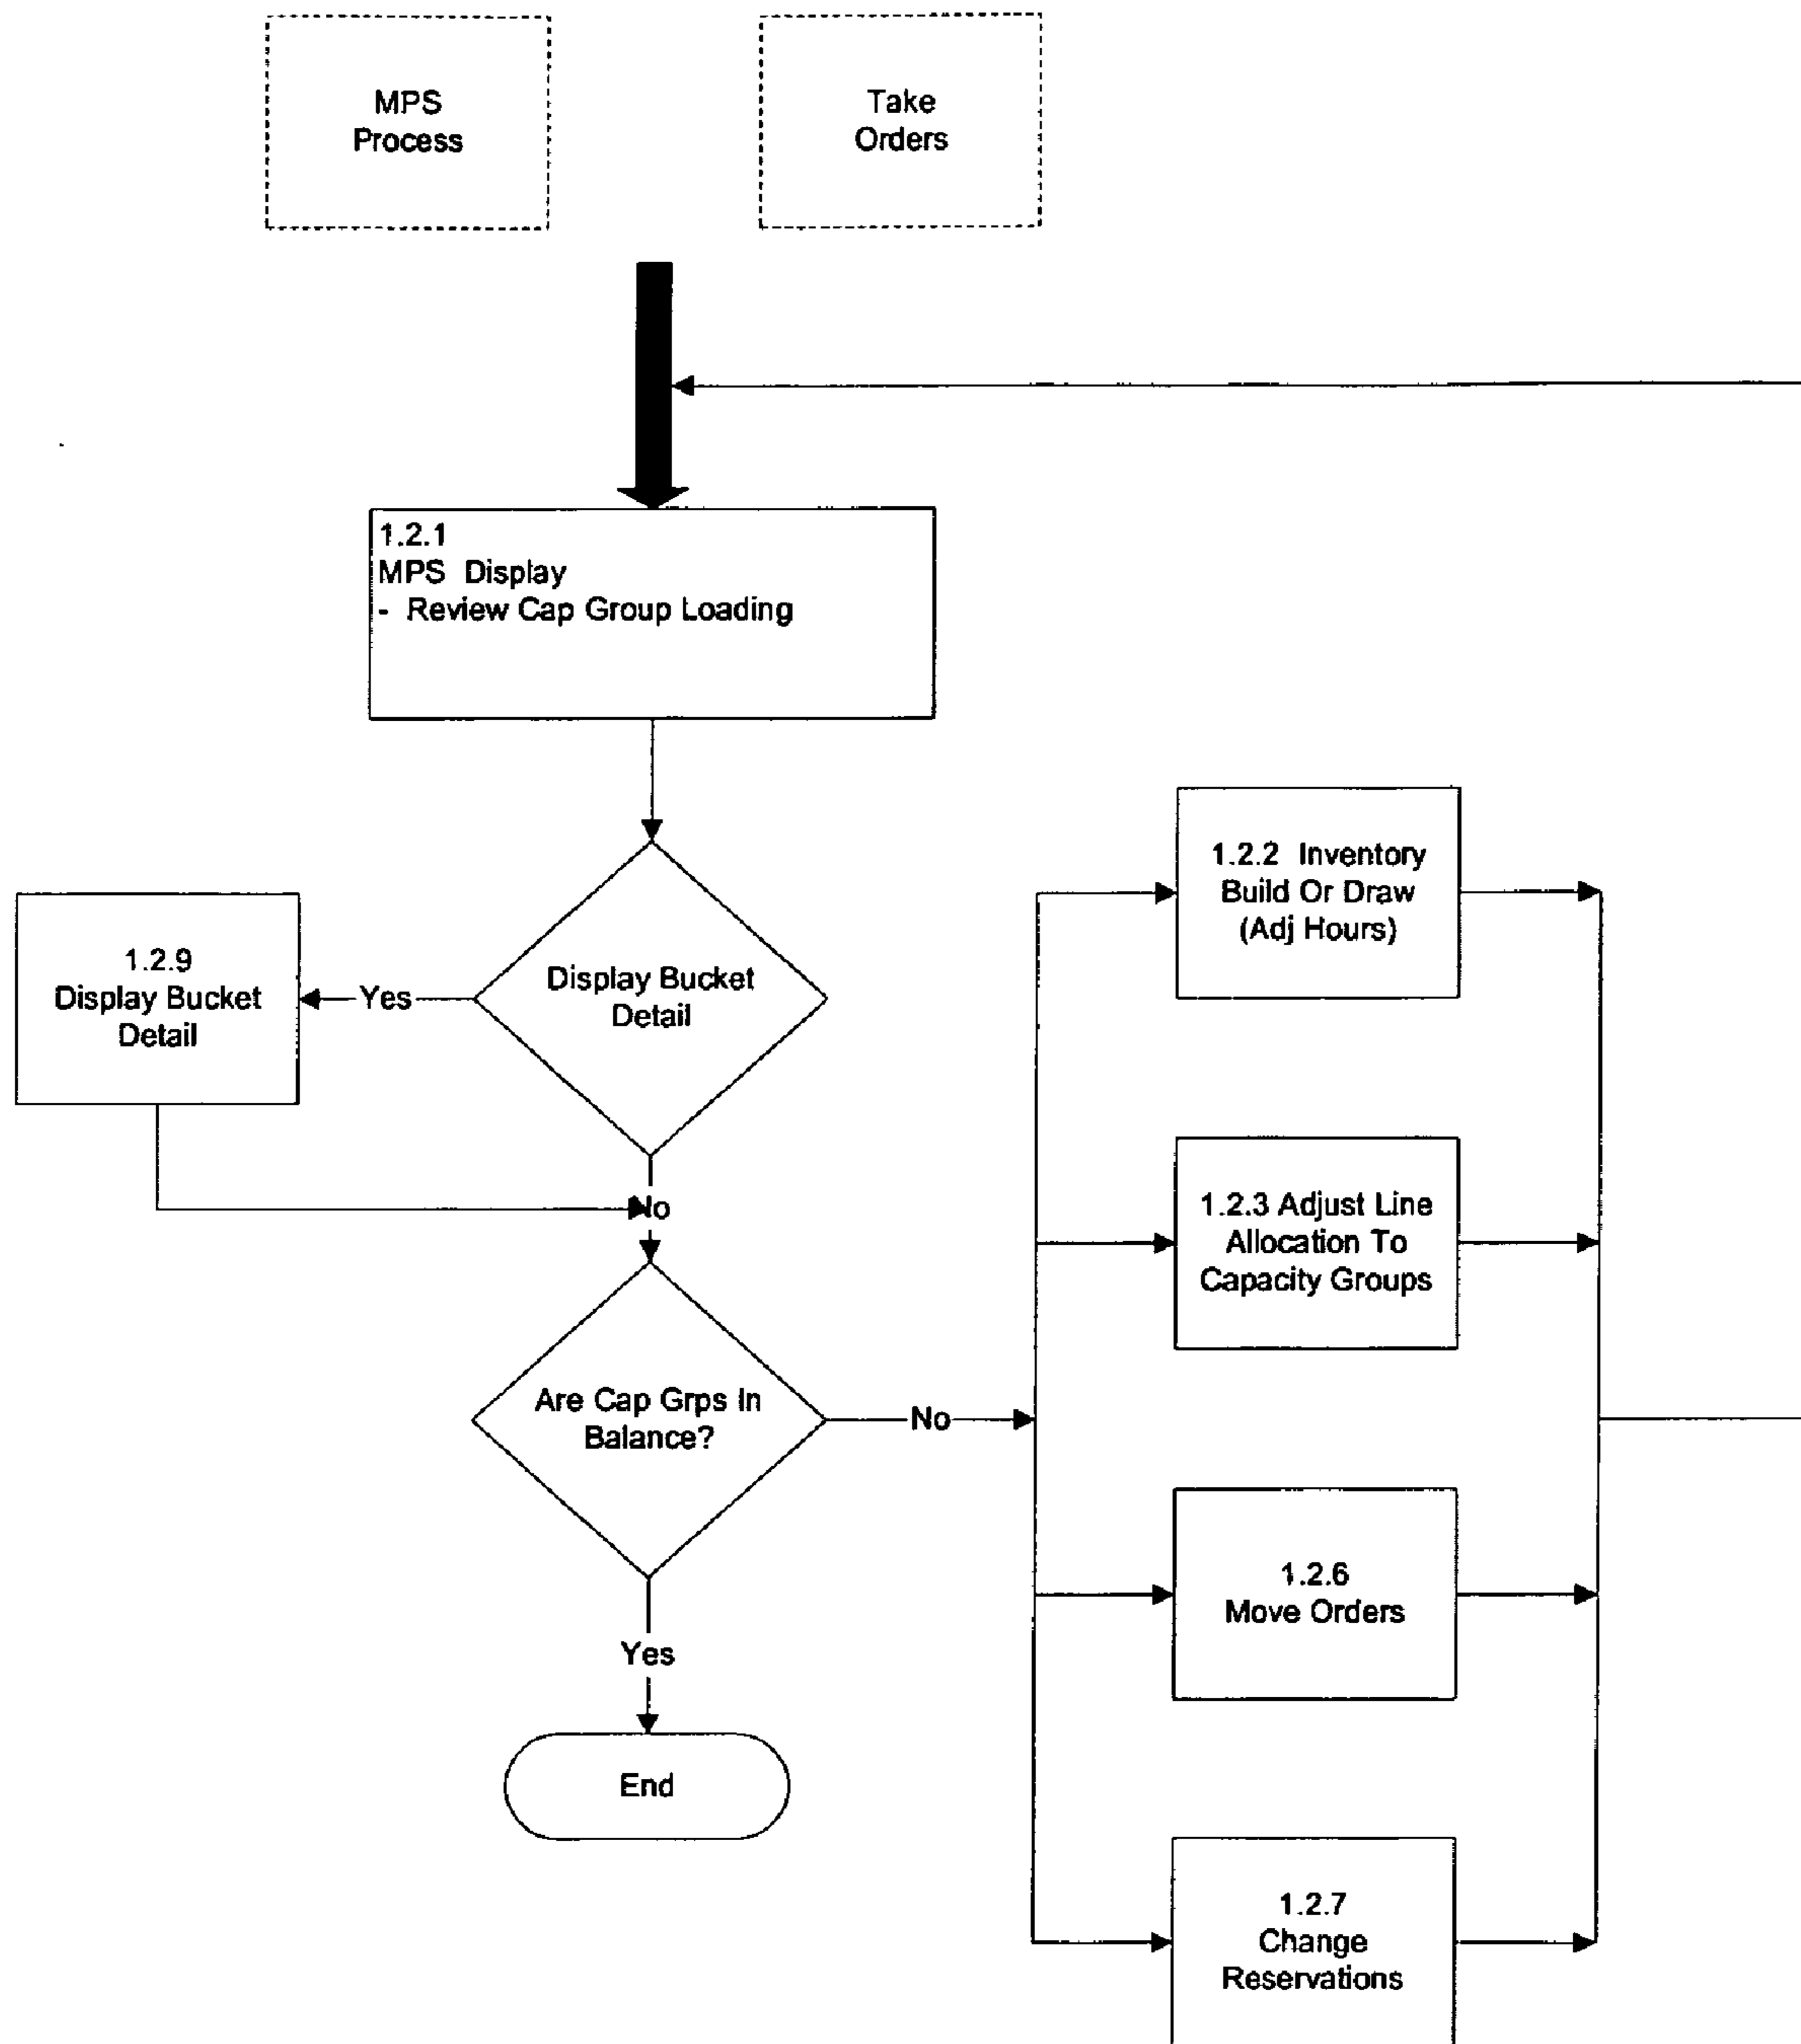 MPS
Process
Take
Orders
1.2.1
MPS Display
- Review Cap Group Loading
1.2.2 Inventory
Build Or Draw
(Adj Hours)
1.2.9
Display Bucket
Detail
Yes
Display Bucket
Detail
No
1.2.3 Adjust Line
Allocation To
Capacity Groups
Are Cap Grps In
Balance?
No
1.2.6
Move Orders
Yes
End
1.2.7
Change
Reservations